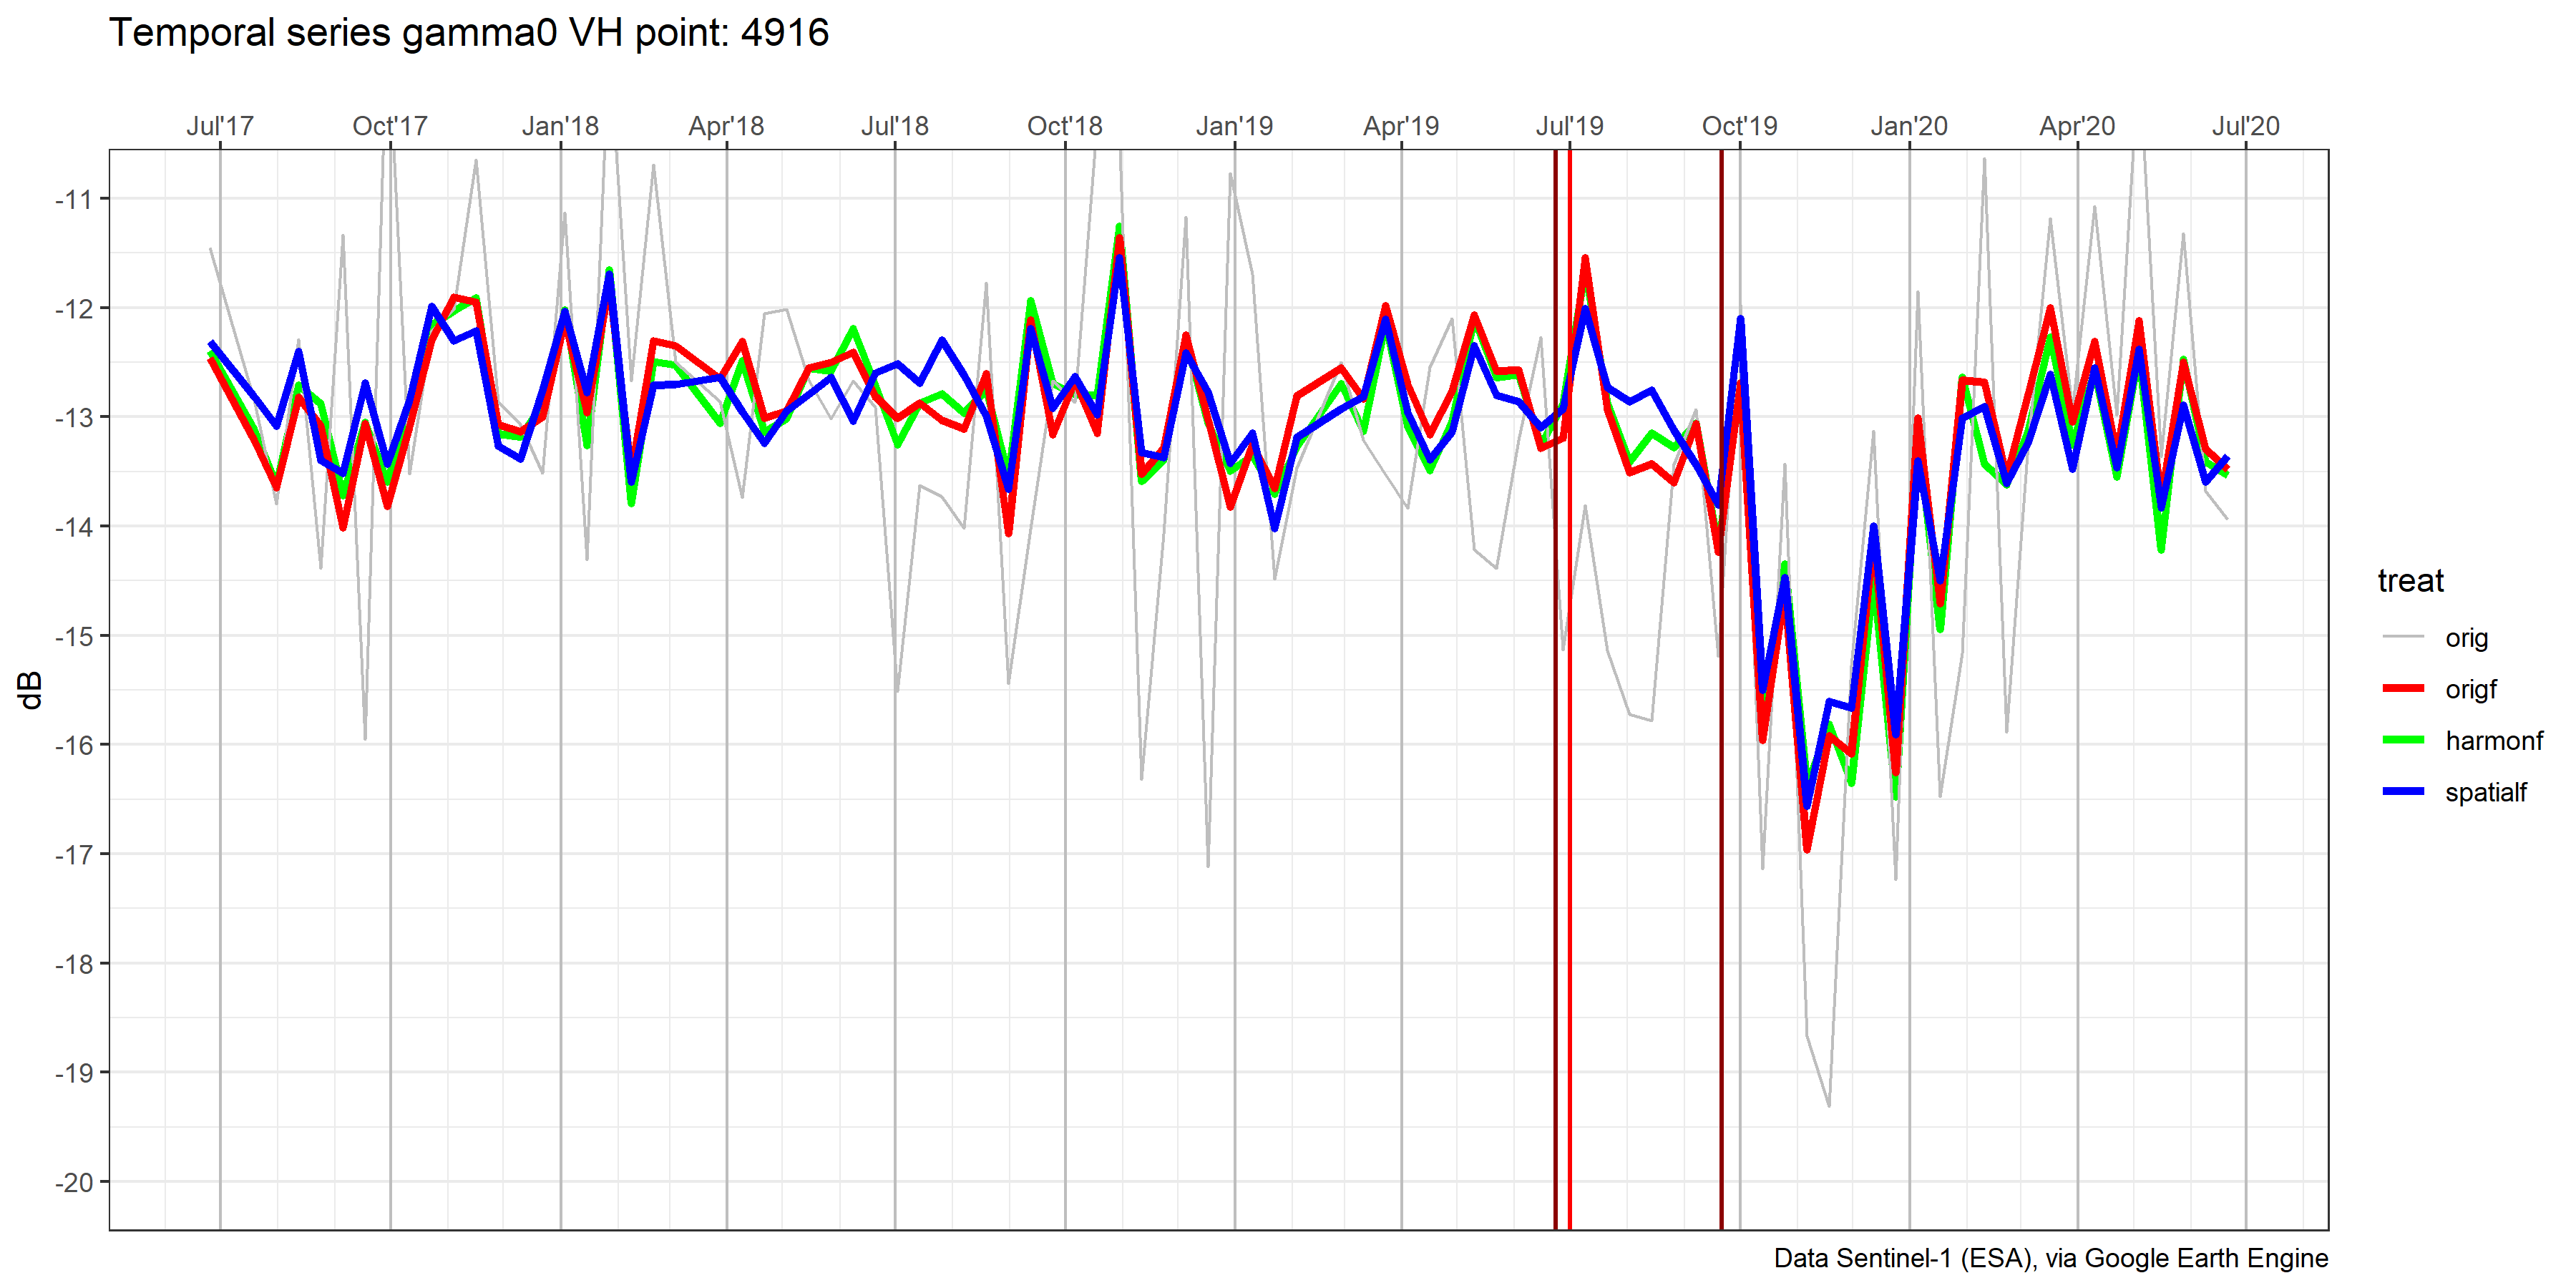 Temporal series gamma0 VH point: 4916
Jul'17 Oct'17 Jan'18 Apr'18 Jul'18 Oct'18 Jan'19 Apr'19 Jul'19 Oct'19 Jan'20 Apr'20 Jul'20
-11
-12
-13
-14
-15
-16
-17
-18
-19
-20
dB
treat
orig
origf
harmonf
spatialf
Data Sentinel-1 (ESA), via Google Earth Engine